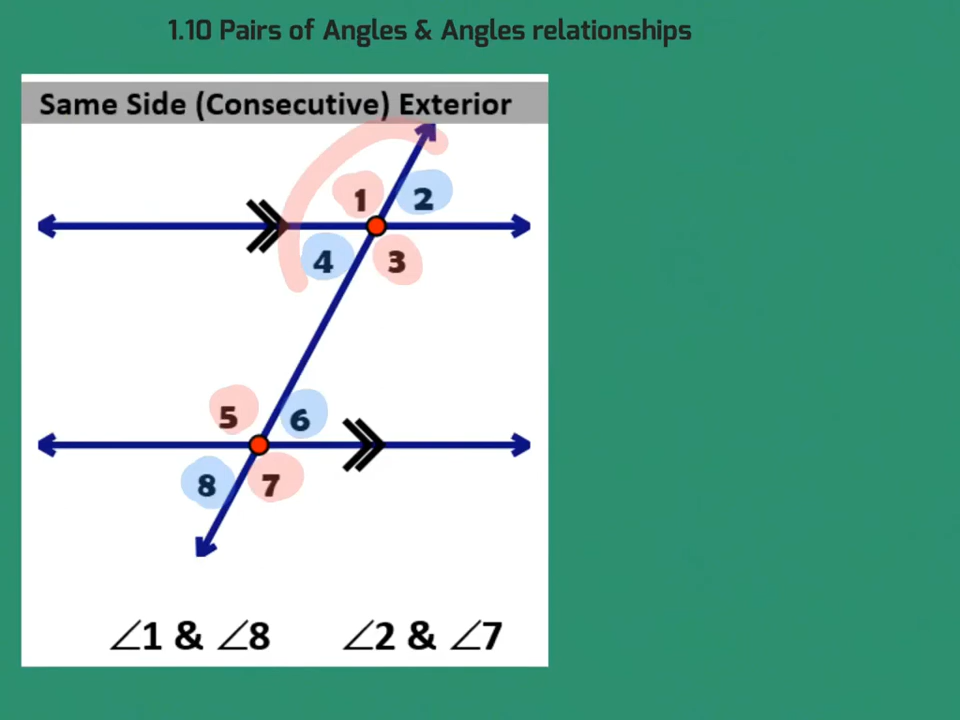 1.10 Pairs of Angles & Angles relationships
Same Side (Consecutive) Exterior
1 2
4 3
5 6
8 7
∠1 & ∠8 ∠2 & ∠7